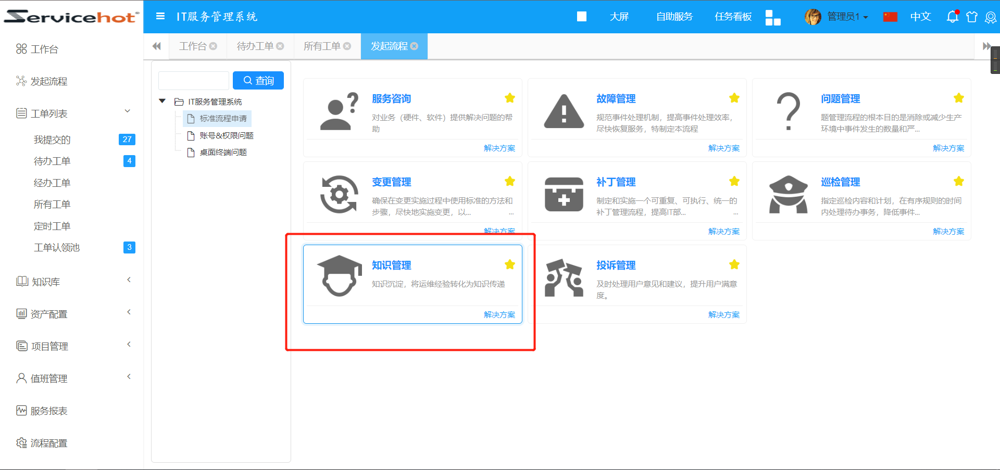 Servicehot
IT服务管理系统
大屏
自助服务
任务看板
管理员1
中文
工作台
待办工单
所有工单
发起流程
工作台
发起流程
工单列表
我提交的
27
待办工单
4
经办工单
所有工单
定时工单
工单认领池
3
知识库
资产配置
项目管理
值班管理
服务报表
流程配置
查询
IT服务管理系统
标准流程申请
账号&权限问题
桌面终端问题
服务咨询
对业务（硬件、软件）提供解决问题的帮
助
解决方案
故障管理
规范事件处理机制，提高事件处理效率，
尽快恢复服务，特制定本流程
解决方案
问题管理
题管理流程的根本目的是消除或减少生产
环境中事件发生的数量和严...
解决方案
变更管理
确保在变更实施过程中使用标准的方法和
步骤，尽快地实施变更，以... ...
解决方案
补丁管理
制定和实施一个可重复、可执行、统一的
补丁管理流程，提高IT部... ...
解决方案
巡检管理
指定巡检内容和计划，在有序规则的时间
内处理待办事务，降低事件...
解决方案
知识管理
知识沉淀，将运维经验转化为知识传递
解决方案
投诉管理
及时处理用户意见和建议，提升用户满意
度。
解决方案